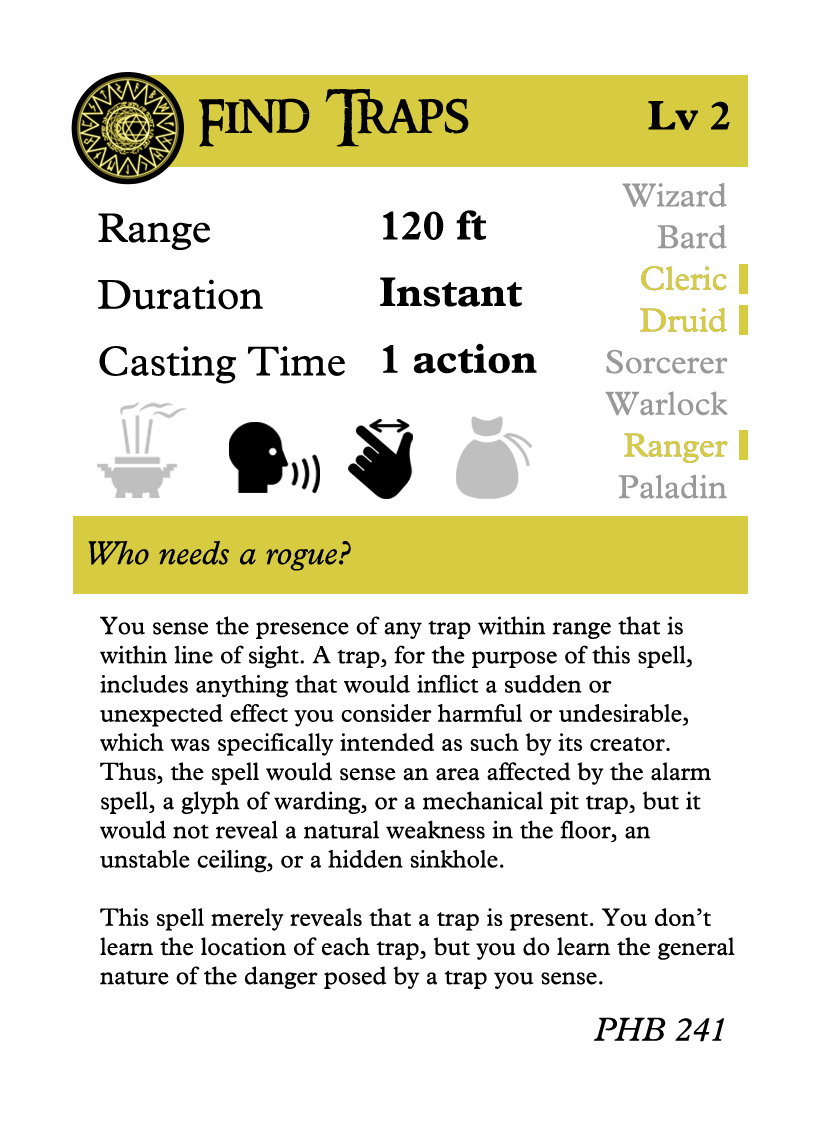 Find Traps
Lv 2
Range 120 ft
Duration Instant
Casting Time 1 action
Wizard
Bard
Cleric
Druid
Sorcerer
Warlock
Ranger
Paladin
Who needs a rogue?
You sense the presence of any trap within range that is
within line of sight. A trap, for the purpose of this spell,
includes anything that would inflict a sudden or
unexpected effect you consider harmful or undesirable,
which was specifically intended as such by its creator.
Thus, the spell would sense an area affected by the alarm
spell, a glyph of warding, or a mechanical pit trap, but it
would not reveal a natural weakness in the floor, an
unstable ceiling, or a hidden sinkhole.
This spell merely reveals that a trap is present. You don’t
learn the location of each trap, but you do learn the general
nature of the danger posed by a trap you sense.
PHB 241